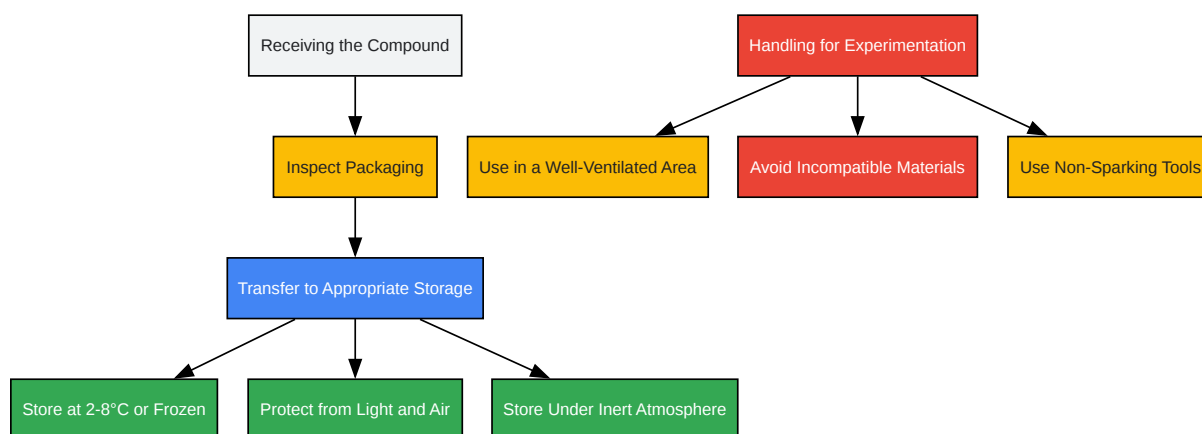 Receiving the Compound
Handling for Experimentation
Inspect Packaging
Use in a Well-Ventilated Area
Avoid Incompatible Materials
Use Non-Sparking Tools
Transfer to Appropriate Storage
Store at 2-8°C or Frozen
Protect from Light and Air
Store Under Inert Atmosphere